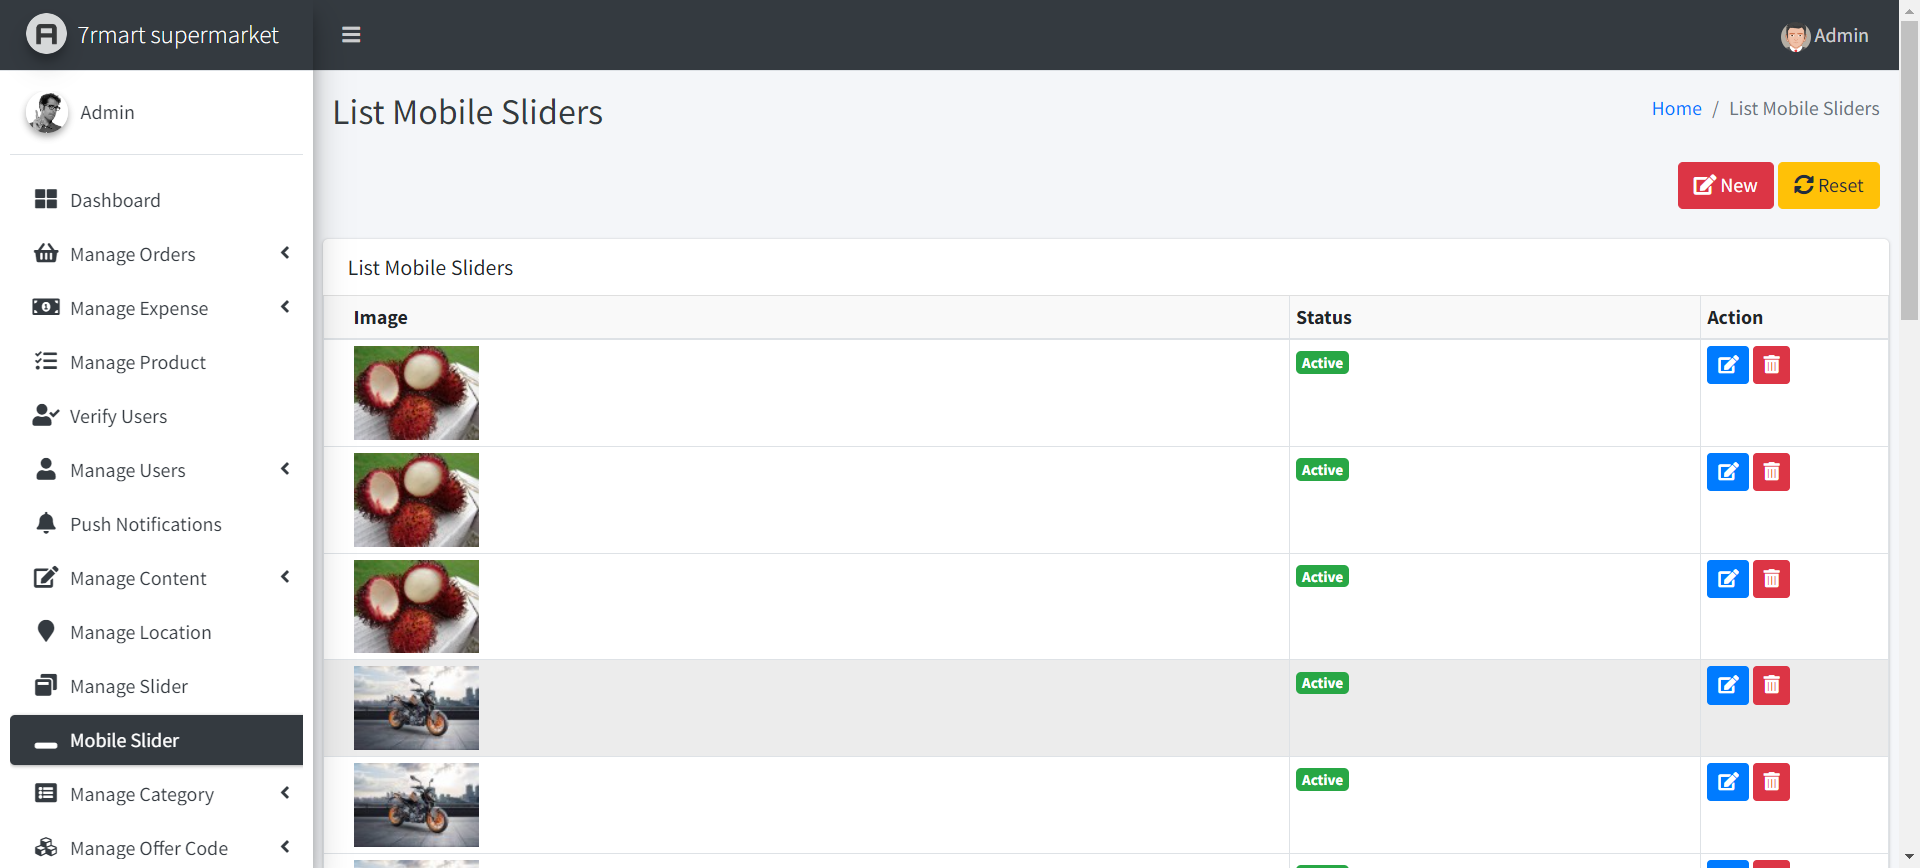 7rmart supermarket
Admin
Admin
Dashboard
Manage Orders
Manage Expense
Manage Product
Verify Users
Manage Users
Push Notifications
Manage Content
Manage Location
Manage Slider
Mobile Slider
Manage Category
Manage Offer Code
List Mobile Sliders
Home / List Mobile Sliders
New
Reset
List Mobile Sliders
Image Status Action
Active
Active
Active
Active
Active